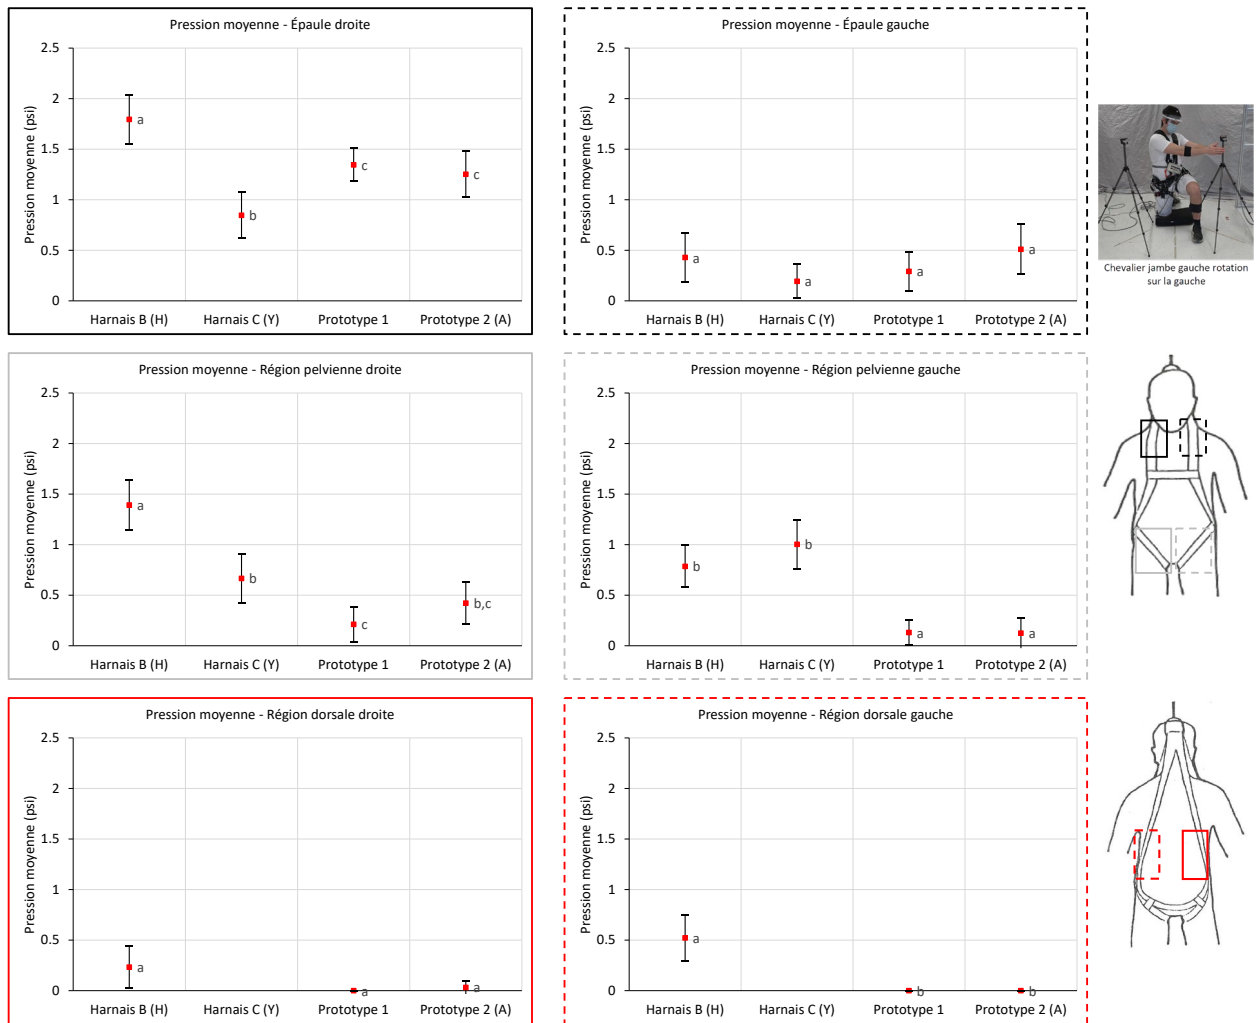 Pression moyenne - Épaule droite
Pression moyenne (psi)
2.5
2
1.5
1
0.5
0
a
b
c
c
Harnais B (H)
Harnais C (Y)
Prototype 1
Prototype 2 (A)
Pression moyenne - Épaule gauche
Pression moyenne (psi)
2.5
2
1.5
1
0.5
0
a
a
a
a
Harnais B (H)
Harnais C (Y)
Prototype 1
Prototype 2 (A)
Chevalier jambe gauche rotation
sur la gauche
Pression moyenne - Région pelvienne droite
Pression moyenne (psi)
2.5
2
1.5
1
0.5
0
a
b
c
b,c
Harnais B (H)
Harnais C (Y)
Prototype 1
Prototype 2 (A)
Pression moyenne - Région pelvienne gauche
Pression moyenne (psi)
2.5
2
1.5
1
0.5
0
b
b
a
a
Harnais B (H)
Harnais C (Y)
Prototype 1
Prototype 2 (A)
Pression moyenne - Région dorsale droite
Pression moyenne (psi)
2.5
2
1.5
1
0.5
0
a
a
a
Harnais B (H)
Harnais C (Y)
Prototype 1
Prototype 2 (A)
Pression moyenne - Région dorsale gauche
Pression moyenne (psi)
2.5
2
1.5
1
0.5
0
a
b
b
Harnais B (H)
Harnais C (Y)
Prototype 1
Prototype 2 (A)